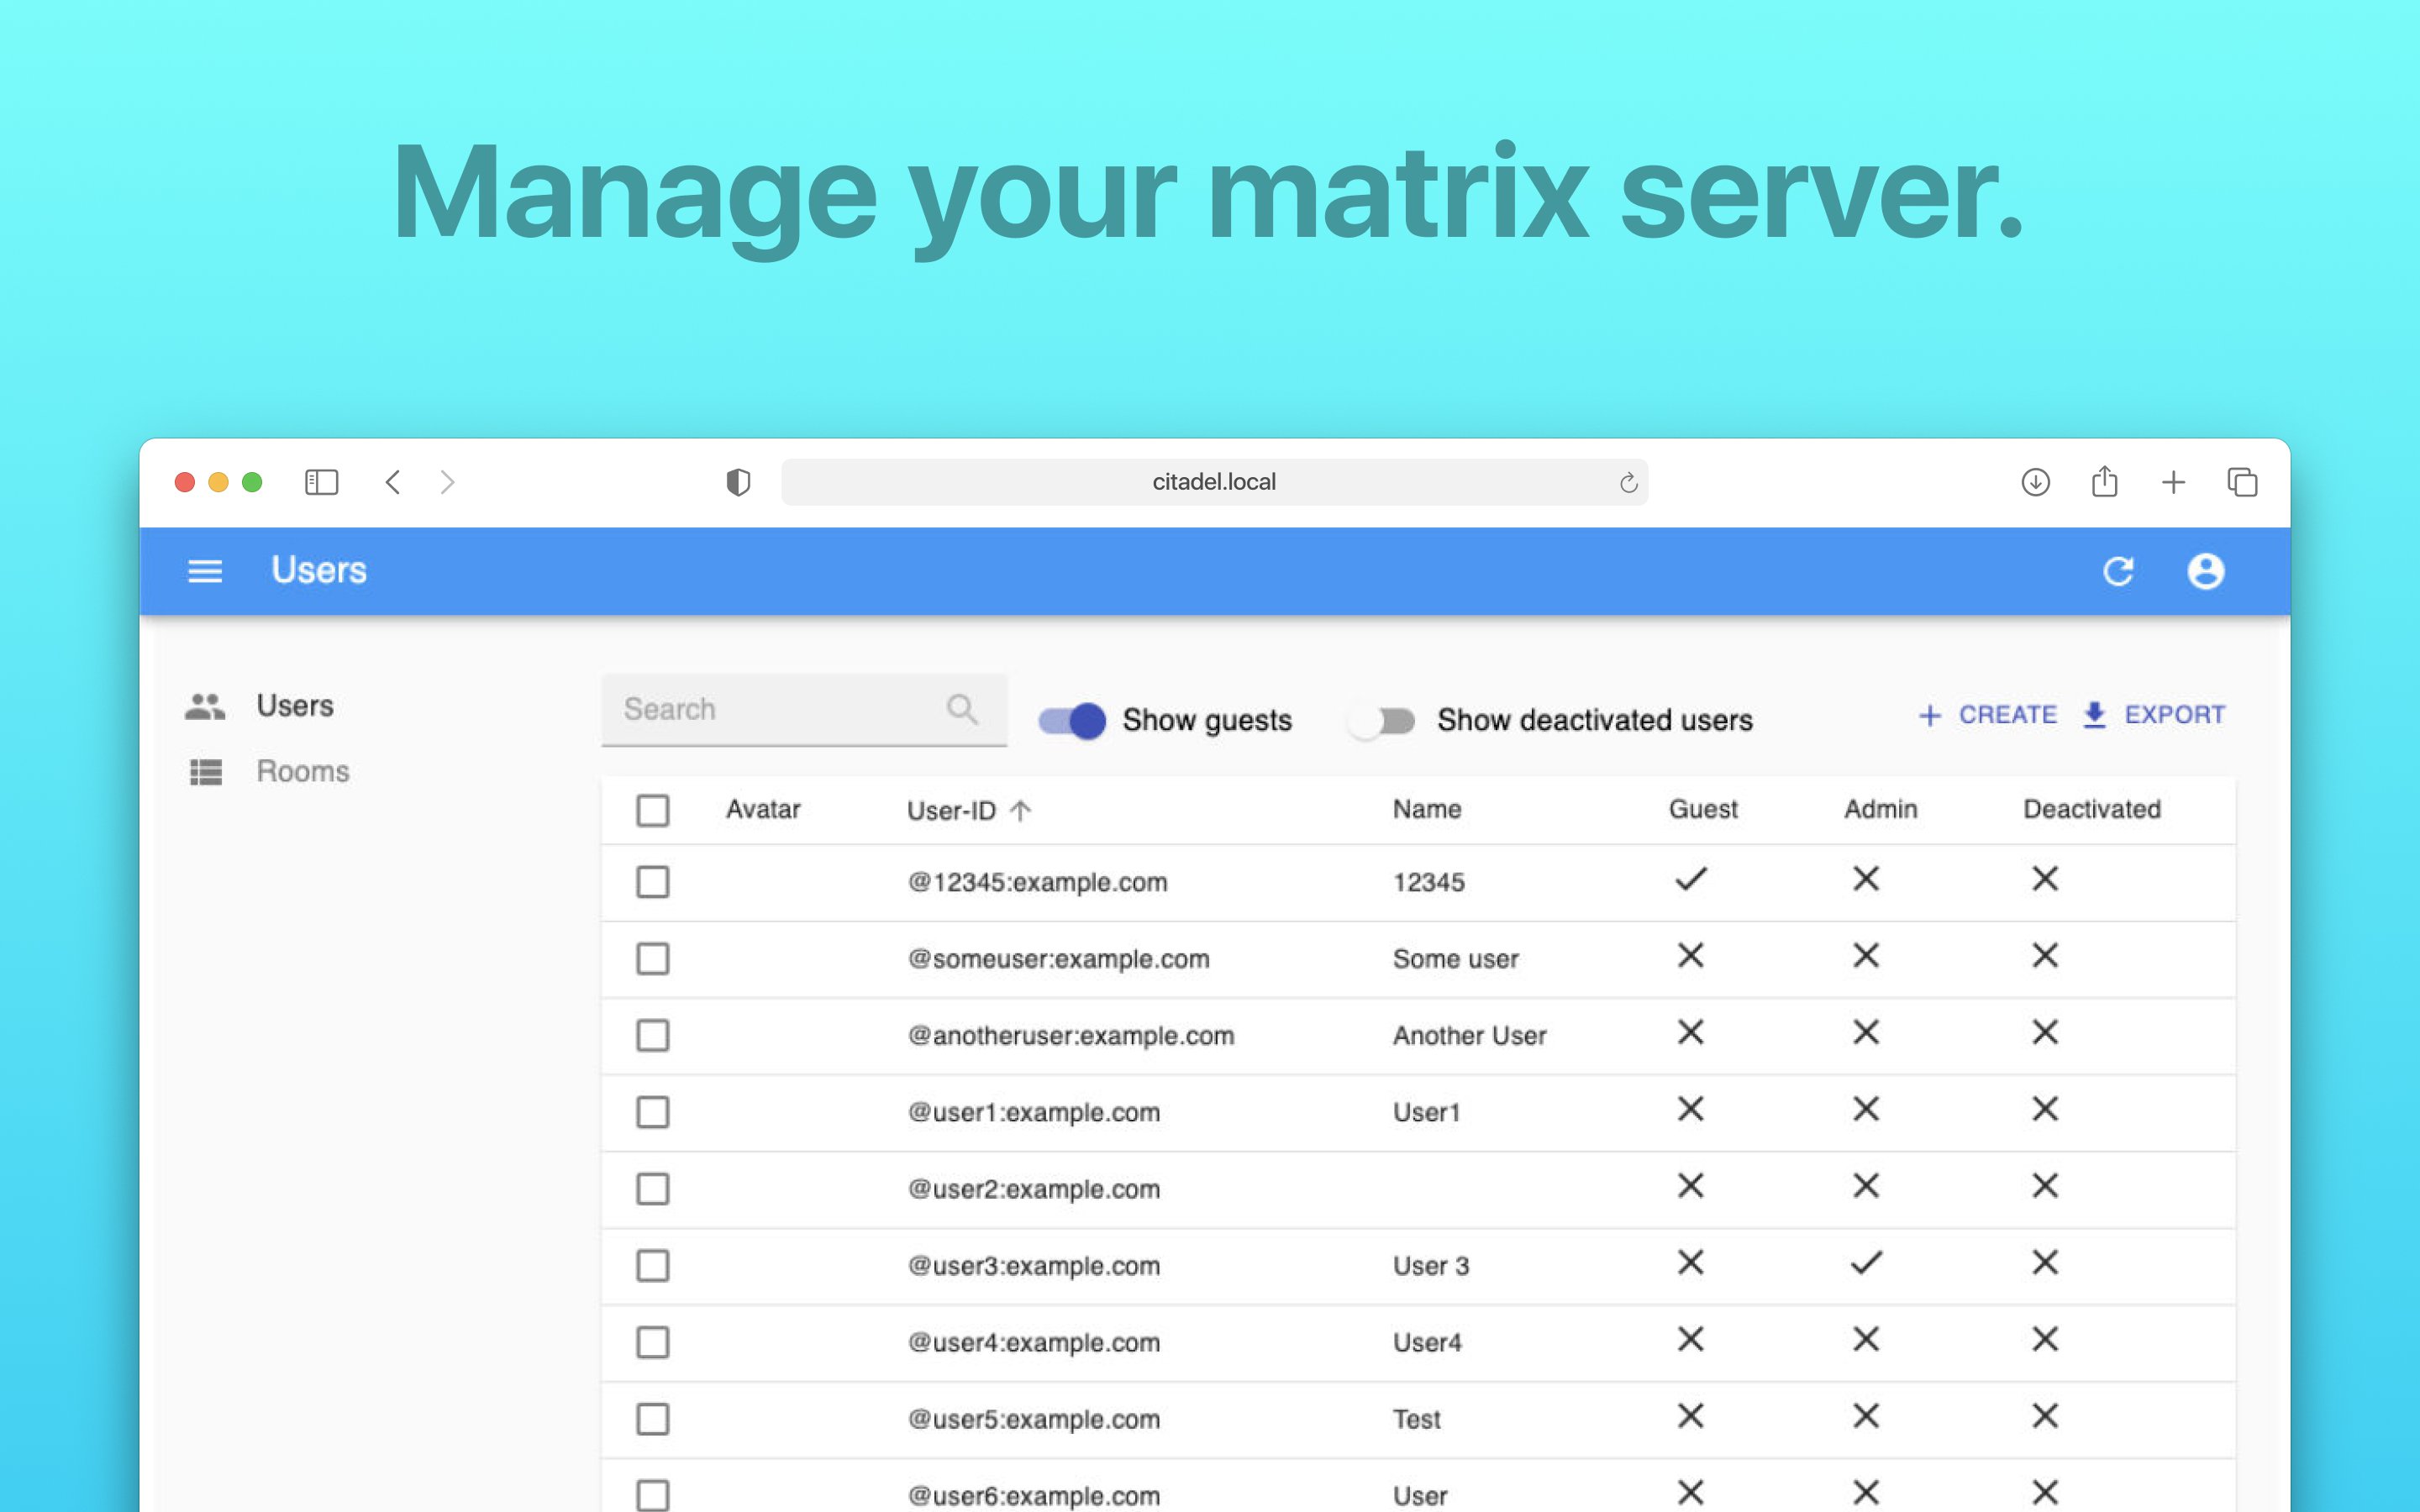 Manage your matrix server.
citadel.local
Users
Users
Rooms
Search
Show guests
Show deactivated users
CREATE
EXPORT
Avatar User-ID Name Guest Admin Deactivated
@12345:example.com 12345
@someuser:example.com Some user
@anotheruser:example.com Another User
@user1:example.com User1
@user2:example.com
@user3:example.com User 3
@user4:example.com User4
@user5:example.com Test
@user6:example.com User